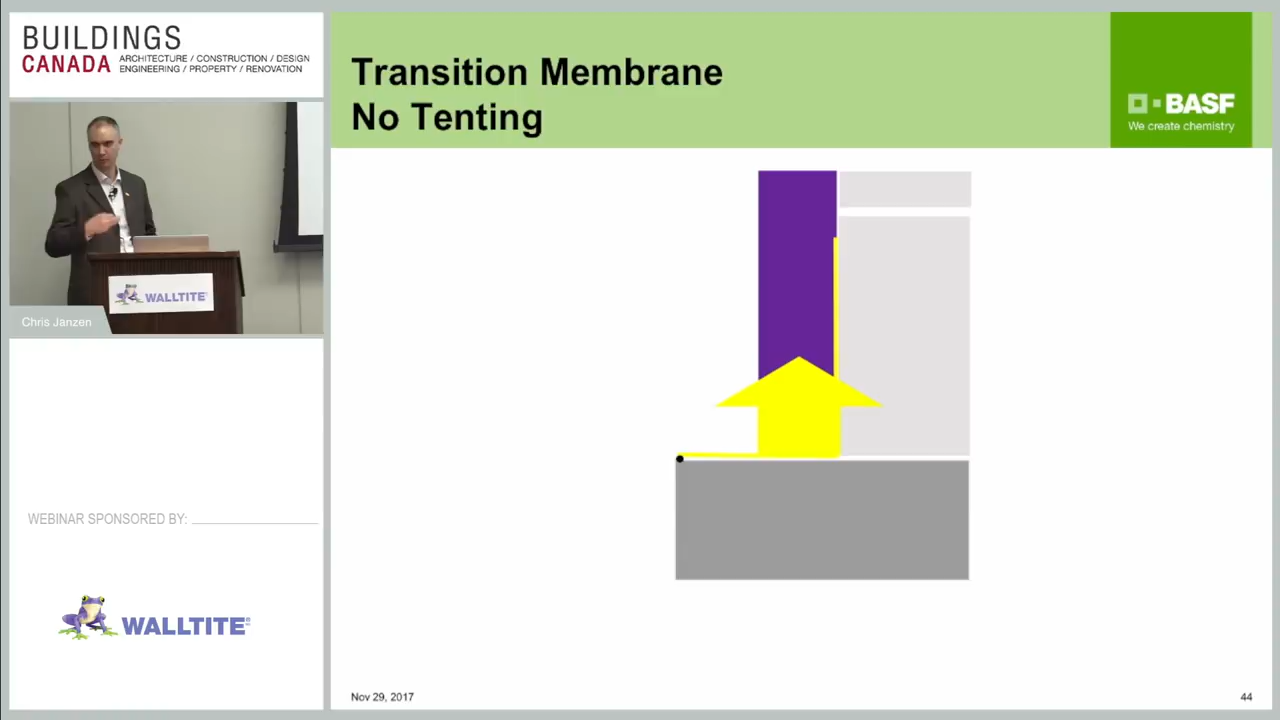 BUILDINGS
CANADA ARCHITECTURE / CONSTRUCTION / DESIGN
ENGINEERING / PROPERTY / RENOVATION
Transition Membrane
No Tenting
BASF
We create chemistry
WALLTITE
Chris Janzen
WEBINAR SPONSORED BY:
WALLTITE®
Nov 29, 2017
44